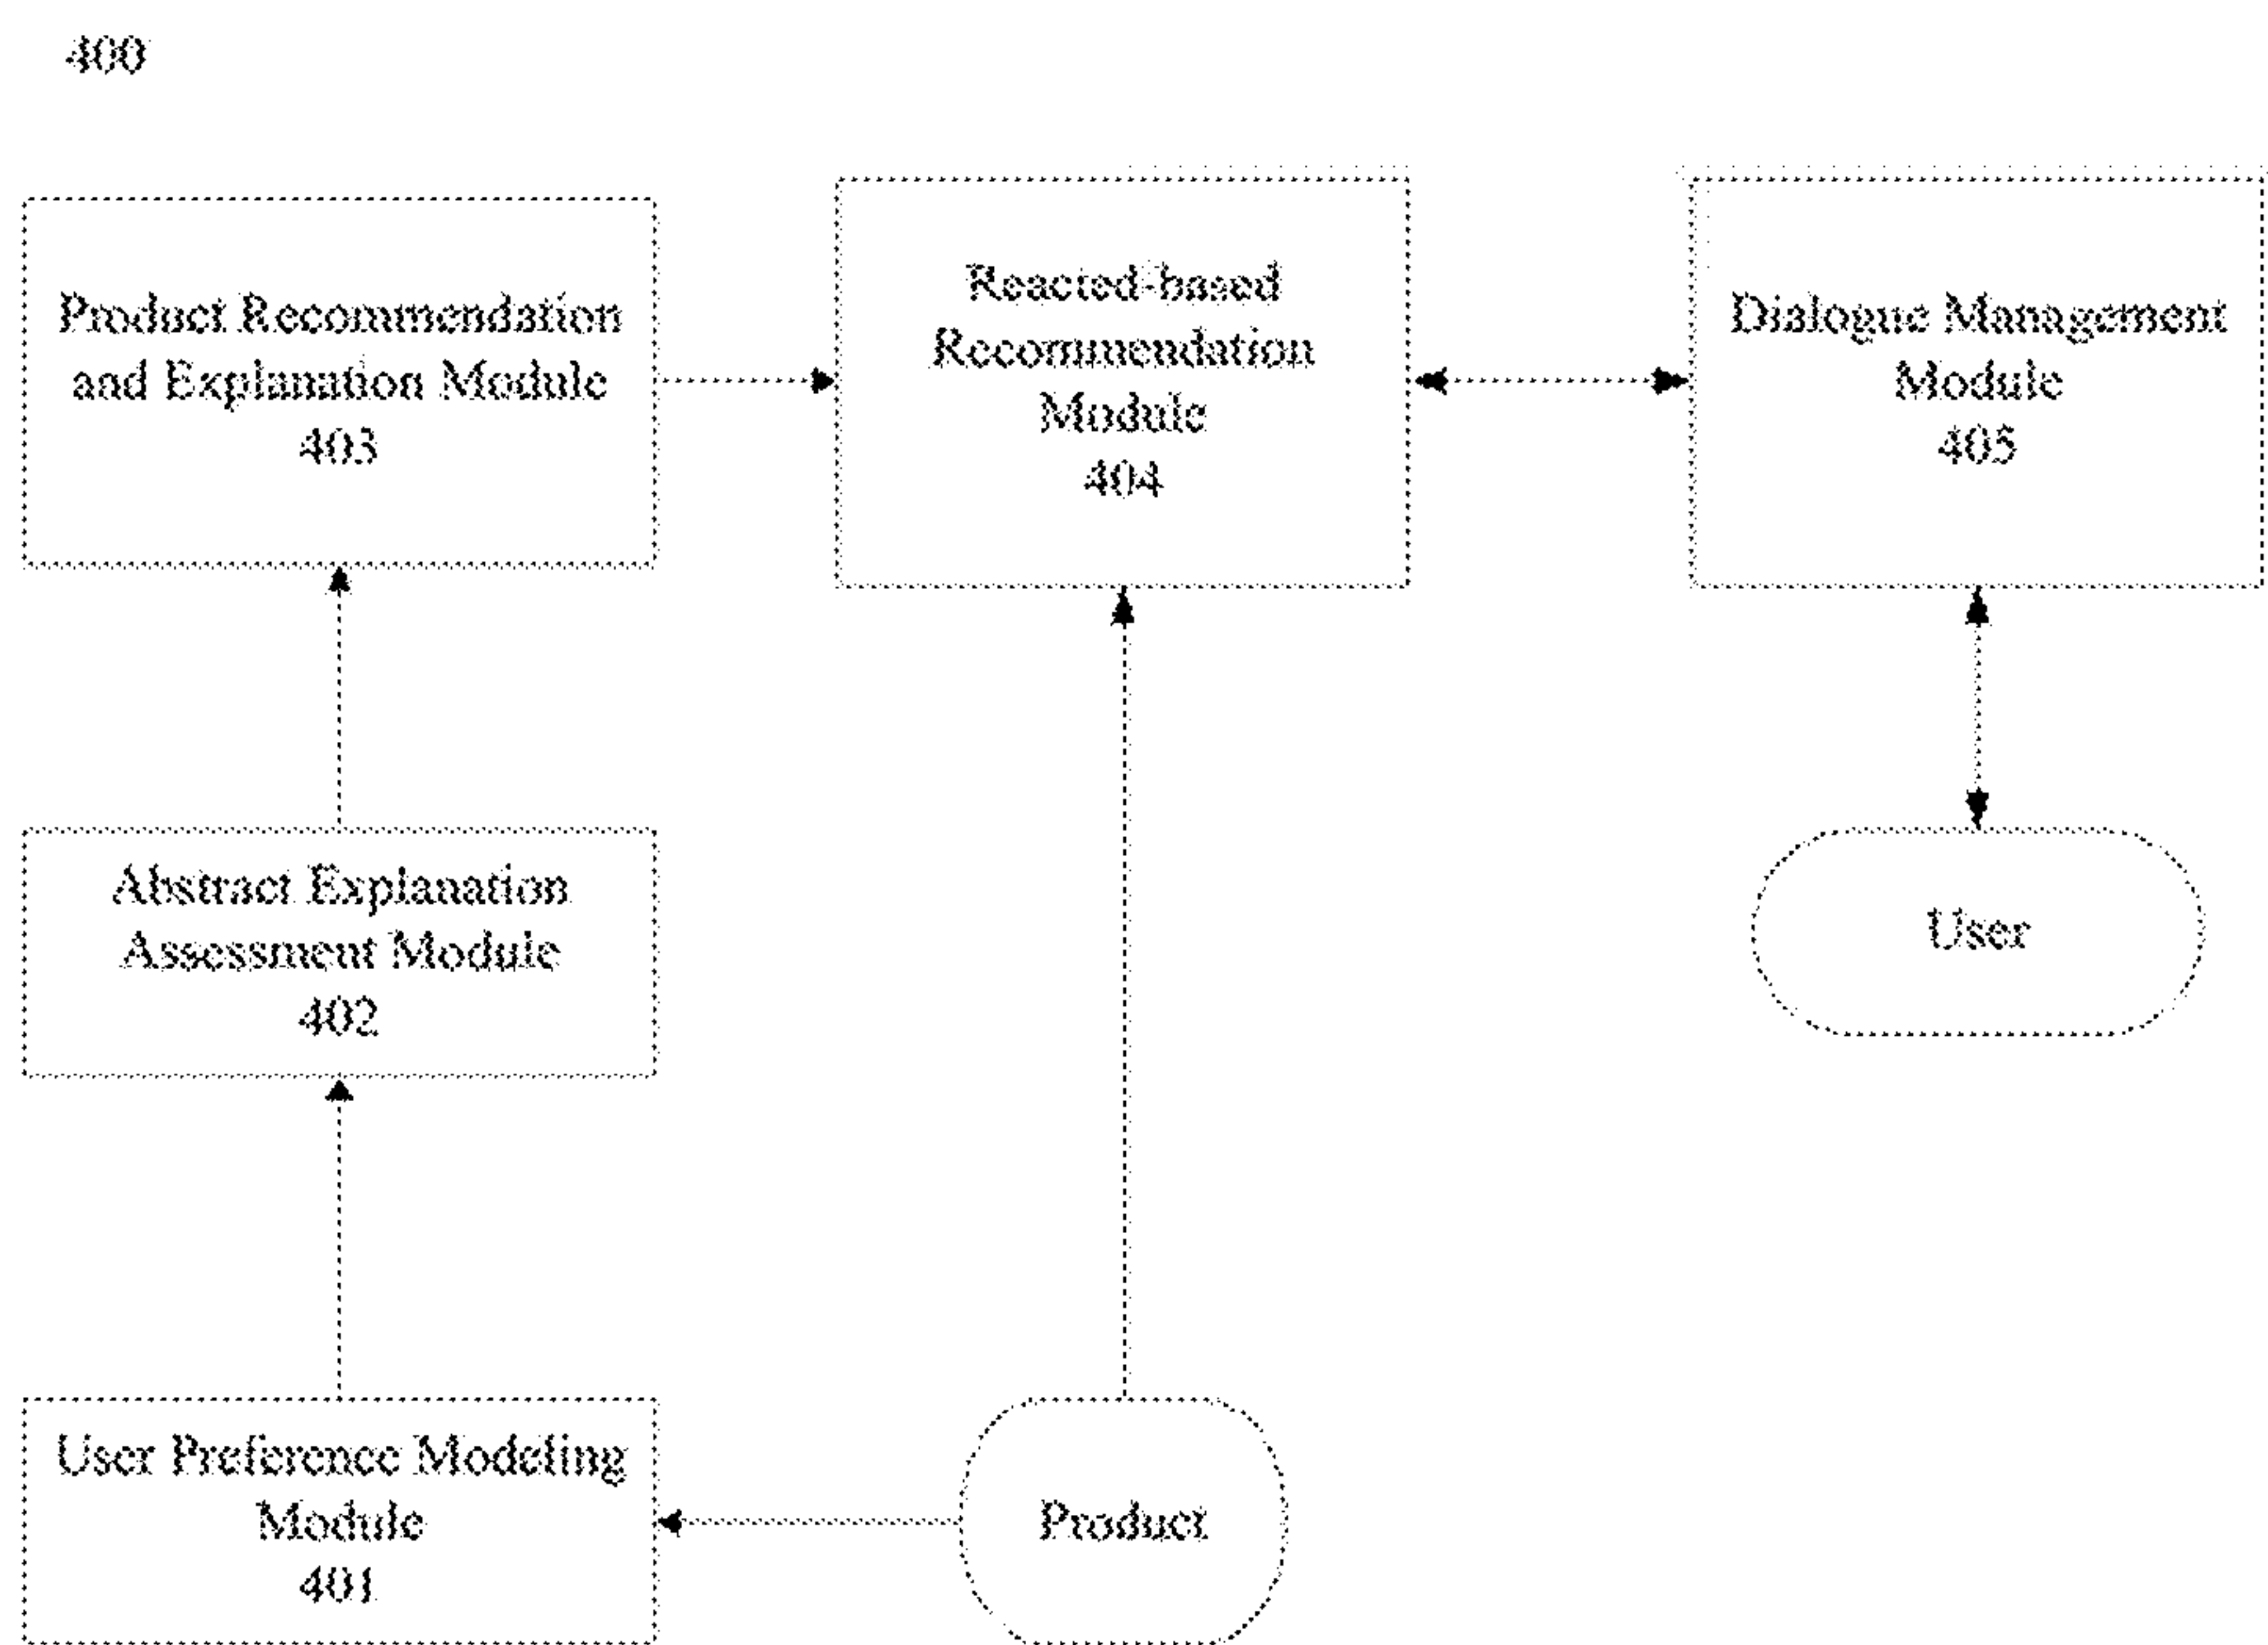 400
Product Recommendation
and Explanation Module
403
Reacted-based
Recommendation
Module
404
Dialogue Management
Module
405
Abstract Explanation
Assessment Module
402
User
User Preference Modeling
Module
401
Product